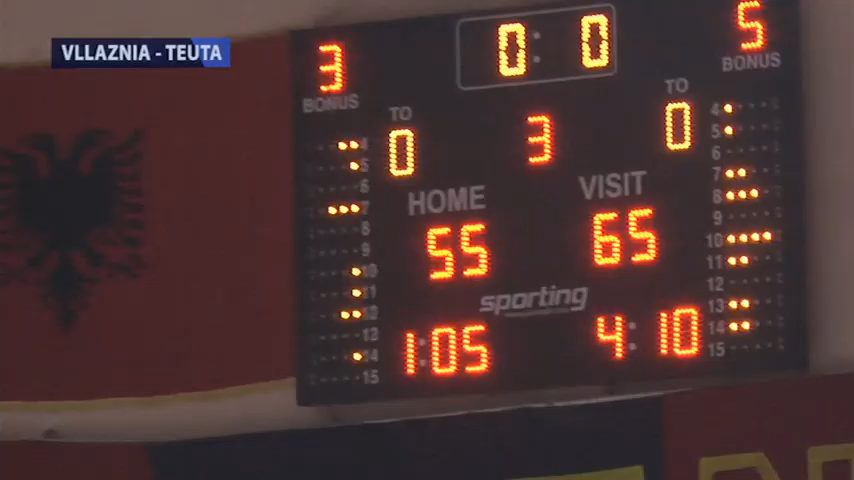 VLLAZNIA - TEUTA
3 0:0 5
BONUS BONUS
TO TO
0 3 0
HOME VISIT
55 65
sporting
1:05 4:10
4 4
5 5
6 6
7 7
8 8
9 9
10 10
11 11
12 12
13 13
14 14
15 15